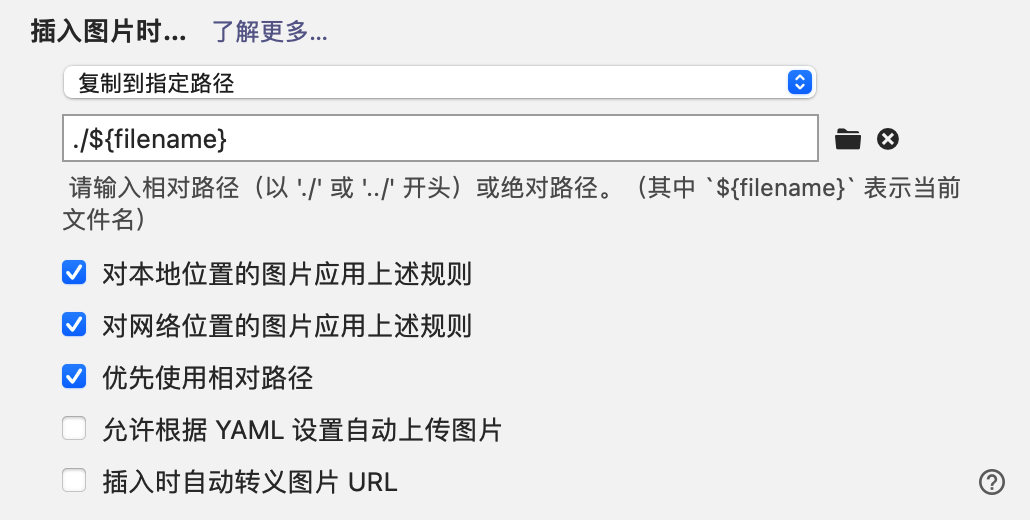 插入图片时... 了解更多...
复制到指定路径
./${filename}
请输入相对路径（以 './' 或 '../' 开头）或绝对路径。（其中 `${filename}` 表示当前
文件名）
对本地位置的图片应用上述规则
对网络位置的图片应用上述规则
优先使用相对路径
允许根据 YAML 设置自动上传图片
插入时自动转义图片 URL